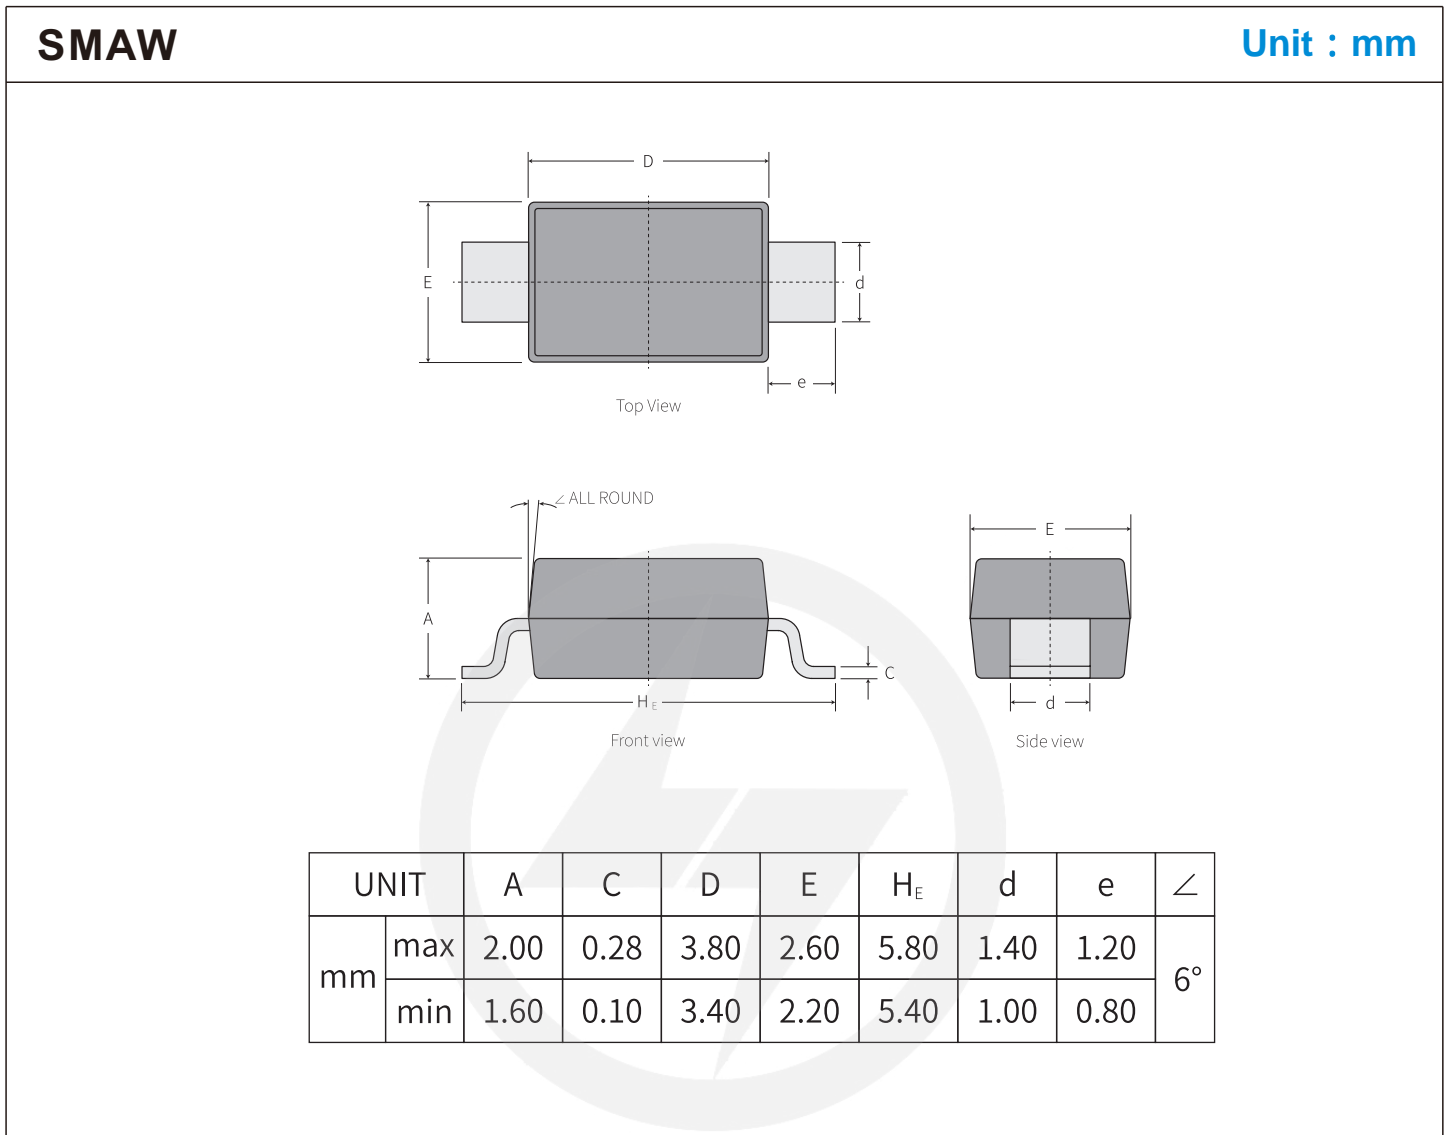 SMAW
Unit：mm
D
E
d
e
Top View
∠ ALL ROUND
E
A
C
HE
d
Front view
Side view
UNIT A C D E HE d e ∠
mm max 2.00 0.28 3.80 2.60 5.80 1.40 1.20 6°
min 1.60 0.10 3.40 2.20 5.40 1.00 0.80